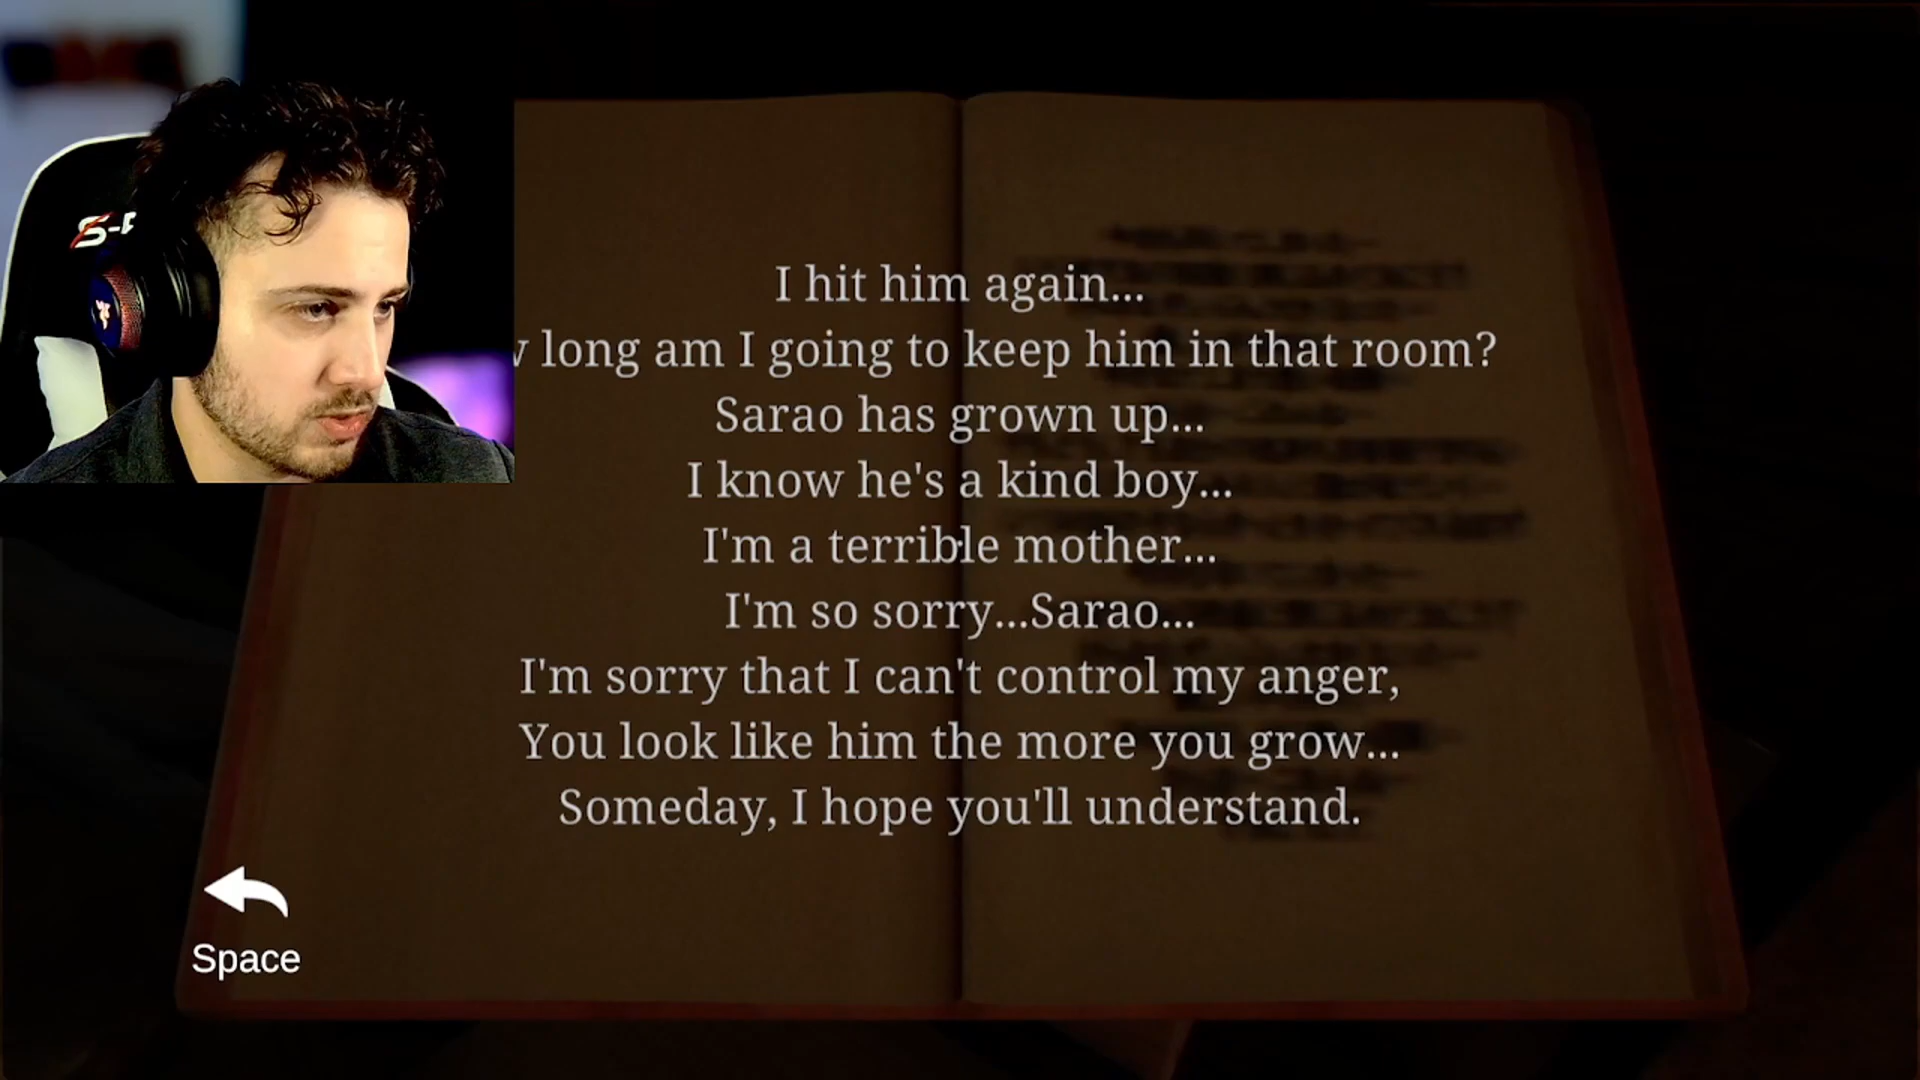 I hit him again...
long am I going to keep him in that room?
Sarao has grown up...
I know he's a kind boy...
I'm a terrible mother...
I'm so sorry...Sarao...
I'm sorry that I can't control my anger,
You look like him the more you grow...
Someday, I hope you'll understand.
Space